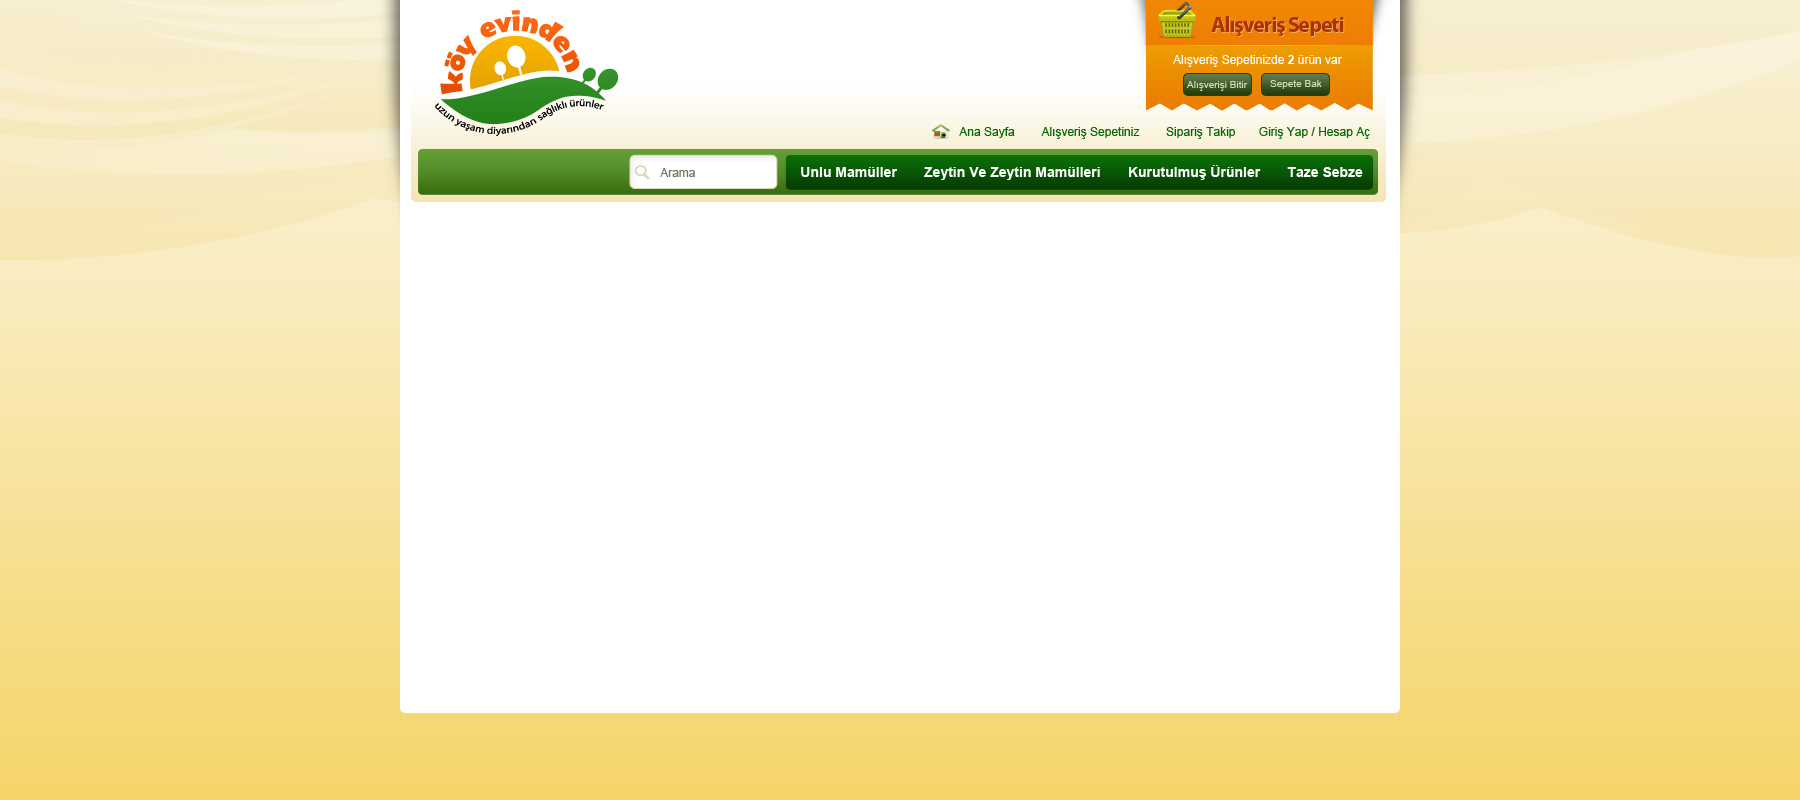 köy evinden
uzun yaşam diyarından sağlıklı ürünler
Alışveriş Sepeti
Alışveriş Sepetinizde 2 ürün var
Alışverişi Bitir Sepete Bak
Ana Sayfa Alışveriş Sepetiniz Sipariş Takip Giriş Yap / Hesap Aç
Arama Unlu Mamüller Zeytin Ve Zeytin Mamülleri Kurutulmuş Ürünler Taze Sebze